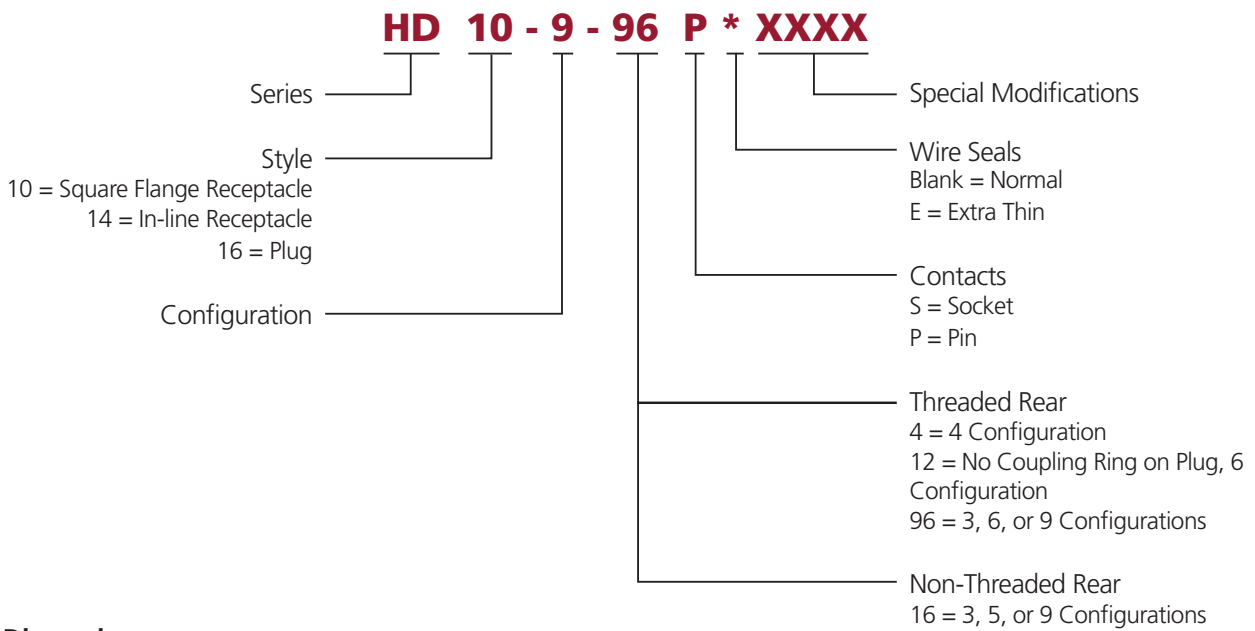 HD 10 - 9 - 96 P * XXXX
Series
Style
10 = Square Flange Receptacle
14 = In-line Receptacle
16 = Plug
Configuration
Special Modifications
Wire Seals
Blank = Normal
E = Extra Thin
Contacts
S = Socket
P = Pin
Threaded Rear
4 = 4 Configuration
12 = No Coupling Ring on Plug, 6
Configuration
96 = 3, 6, or 9 Configurations
Non-Threaded Rear
16 = 3, 5, or 9 Configurations